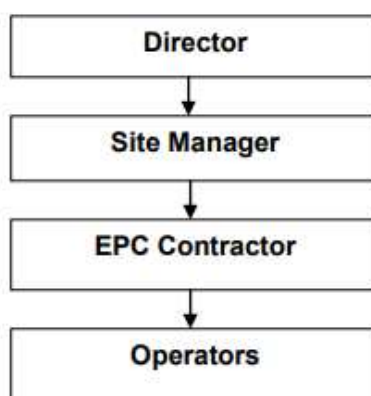 Director
Site Manager
EPC Contractor
Operators